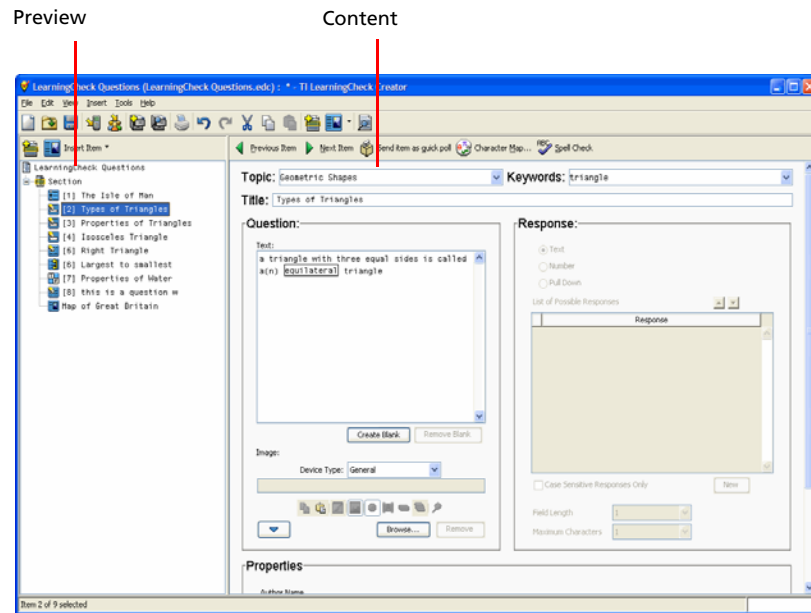 Preview
Content
LearningCheck Questions (LearningCheck Questions.edc) : * - TI LearningCheck Creator
File Edit View Insert Tools Help
Insert Item *
Previous Item Next Item Send item as quick poll Character Map... Spell Check
LearningCheck Questions
Section
[1] The Isle of Man
[2] Types of Triangles
[3] Properties of Triangles
[4] Isosceles Triangle
[6] Right Triangle
[6] Largest to smallest
[7] Properties of Water
[8] this is a question w
Map of Great Britain
Topic: Geometric Shapes Keywords: triangle
Title: Types of Triangles
Question:
Text:
a triangle with three equal sides is called
a(n) equilateral triangle
Create Blank Remove Blank
Image:
Device Type: General
Browse... Remove
Response:
Text
Number
Pull Down
List of Possible Responses
Response
Case Sensitive Responses Only New
Field Length 1
Maximum Characters 1
Properties
Author Name
Item 2 of 9 selected